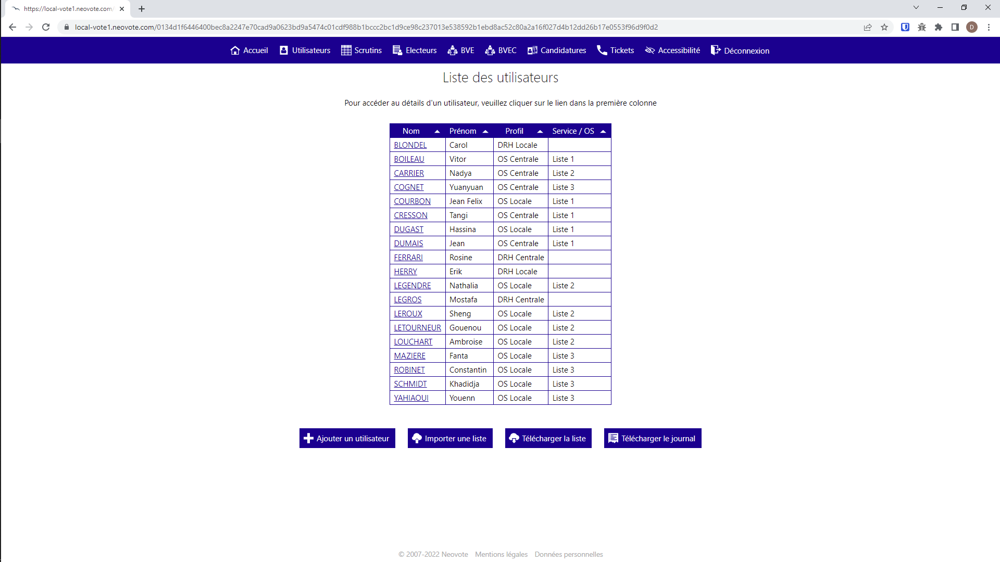 https://local-vote1.neovote.com/
local-vote1.neovote.com/0134d1f6446400bec8a2247e70cad9a0623bd9a5474c01cdf988b1bccc2bc1d9ce98c237013e538592b1ebd8ac52c80a2a16f027d4b12dd26b17e0553f96d9f0d2
D
Accueil Utilisateurs Scrutins Electeurs BVE BVEC Candidatures Tickets Accessibilité Déconnexion
Liste des utilisateurs
Pour accéder au détails d'un utilisateur, veuillez cliquer sur le lien dans la première colonne
Nom Prénom Profil Service / OS
BLONDEL Carol DRH Locale
BOILEAU Vitor OS Centrale Liste 1
CARRIER Nadya OS Centrale Liste 2
COGNET Yuanyuan OS Centrale Liste 3
COURBON Jean Felix OS Locale Liste 1
CRESSON Tangi OS Centrale Liste 1
DUGAST Hassina OS Locale Liste 1
DUMAIS Jean OS Centrale Liste 1
FERRARI Rosine DRH Centrale
HERRY Erik DRH Locale
LEGENDRE Nathalia OS Locale Liste 2
LEGROS Mostafa DRH Centrale
LEROUX Sheng OS Locale Liste 2
LETOURNEUR Gouenou OS Locale Liste 2
LOUCHART Ambroise OS Locale Liste 2
MAZIERE Fanta OS Locale Liste 3
ROBINET Constantin OS Locale Liste 3
SCHMIDT Khadidja OS Locale Liste 3
YAHIAOUI Youenn OS Locale Liste 3
Ajouter un utilisateur Importer une liste Télécharger la liste Télécharger le journal
© 2007-2022 Neovote Mentions légales Données personnelles